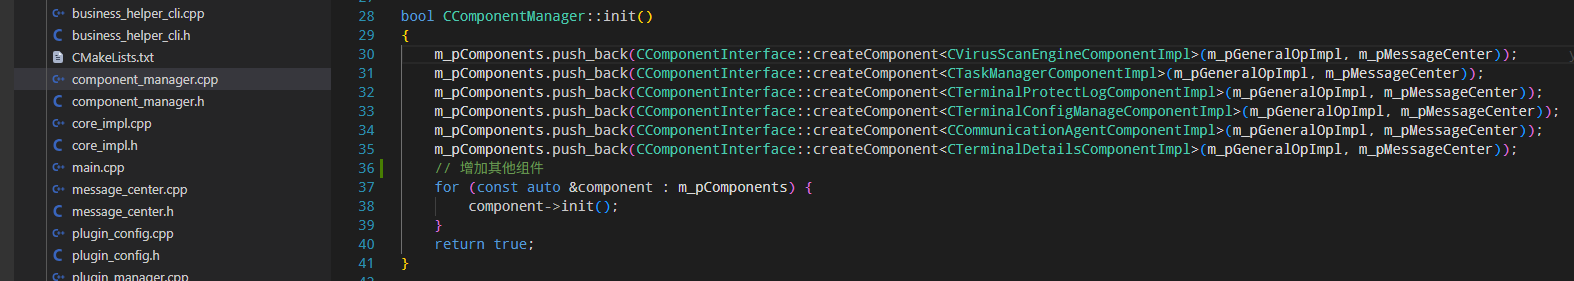 business_helper_cli.cpp
business_helper_cli.h
CMakeLists.txt
component_manager.cpp
component_manager.h
core_impl.cpp
core_impl.h
main.cpp
message_center.cpp
message_center.h
plugin_config.cpp
plugin_config.h
plugin_manager.cpp
28 bool CComponentManager::init()
29 {
30 m_pComponents.push_back(CComponentInterface::createComponent<CVirusScanEngineComponentImpl>(m_pGeneralOpImpl, m_pMessageCenter));
31 m_pComponents.push_back(CComponentInterface::createComponent<CTaskManagerComponentImpl>(m_pGeneralOpImpl, m_pMessageCenter));
32 m_pComponents.push_back(CComponentInterface::createComponent<CTerminalProtectLogComponentImpl>(m_pGeneralOpImpl, m_pMessageCenter));
33 m_pComponents.push_back(CComponentInterface::createComponent<CTerminalConfigManageComponentImpl>(m_pGeneralOpImpl, m_pMessageCenter));
34 m_pComponents.push_back(CComponentInterface::createComponent<CCommunicationAgentComponentImpl>(m_pGeneralOpImpl, m_pMessageCenter));
35 m_pComponents.push_back(CComponentInterface::createComponent<CTerminalDetailsComponentImpl>(m_pGeneralOpImpl, m_pMessageCenter));
36 // 增加其他组件
37 for (const auto &component : m_pComponents) {
38 component->init();
39 }
40 return true;
41 }